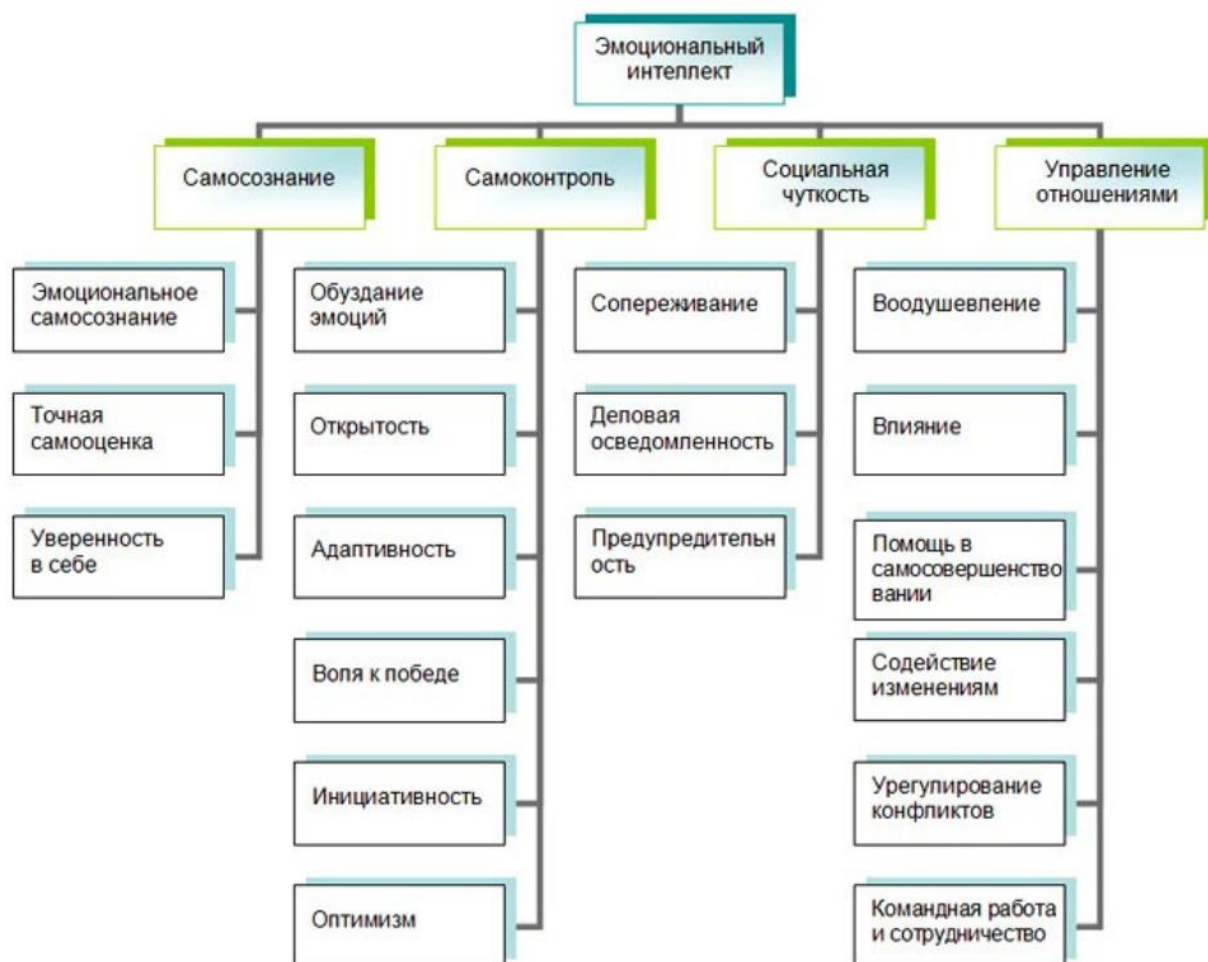 Эмоциональный
интеллект
Самосознание
Самоконтроль
Социальная
чуткость
Управление
отношениями
Эмоциональное
самосознание
Точная
самооценка
Уверенность
в себе
Обуздание
эмоций
Открытость
Адаптивность
Воля к победе
Инициативность
Оптимизм
Сопереживание
Деловая
осведомленность
Предупредительн
ость
Воодушевление
Влияние
Помощь в
самосовершенство
вании
Содействие
изменениям
Урегулирование
конфликтов
Командная работа
и сотрудничество